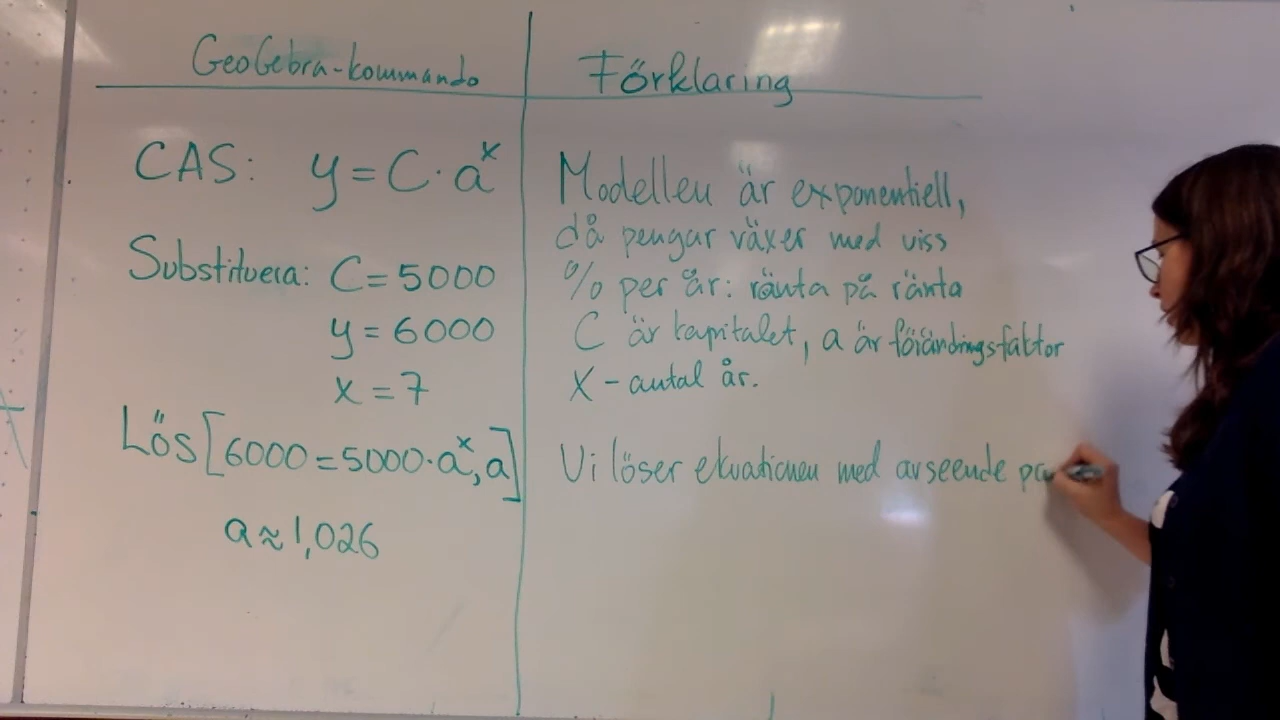 GeoGebra-kommando
Förklaring
CAS: y = C · a^x
Substituera: C = 5000
y = 6000
x = 7
Lös[6000 = 5000 · a^x, a]
a ≈ 1,026
Modellen är exponentiell,
då pengar växer med viss
% per år: ränta på ränta
C är kapitalet, a är förändringsfaktor
X - antal år.
Vi löser ekvationen med avseende på